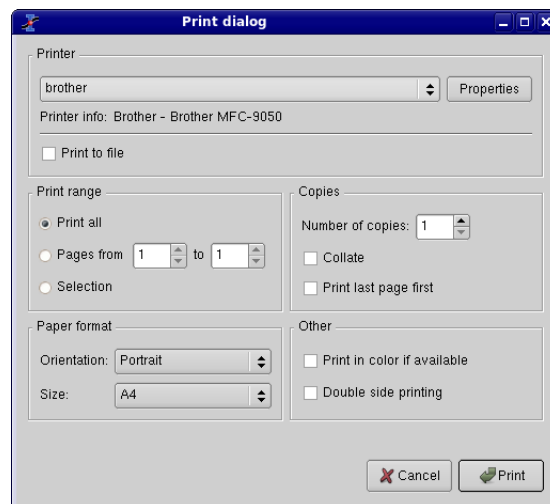 Print dialog
Printer
brother
Properties
Printer info: Brother - Brother MFC-9050
Print to file
Print range
Print all
Pages from 1 to 1
Selection
Copies
Number of copies: 1
Collate
Print last page first
Paper format
Orientation: Portrait
Size: A4
Other
Print in color if available
Double side printing
Cancel Print